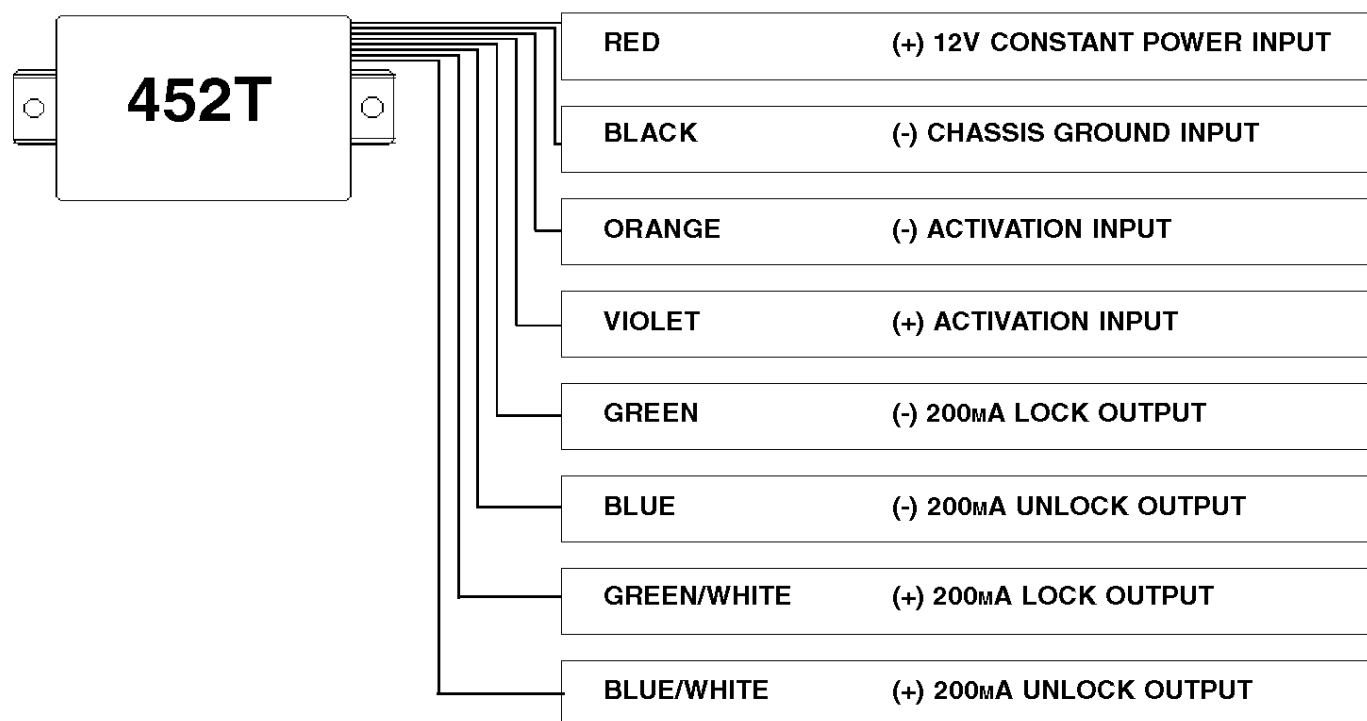 452T
RED (+) 12V CONSTANT POWER INPUT
BLACK (-) CHASSIS GROUND INPUT
ORANGE (-) ACTIVATION INPUT
VIOLET (+) ACTIVATION INPUT
GREEN (-) 200MA LOCK OUTPUT
BLUE (-) 200MA UNLOCK OUTPUT
GREEN/WHITE (+) 200MA LOCK OUTPUT
BLUE/WHITE (+) 200MA UNLOCK OUTPUT